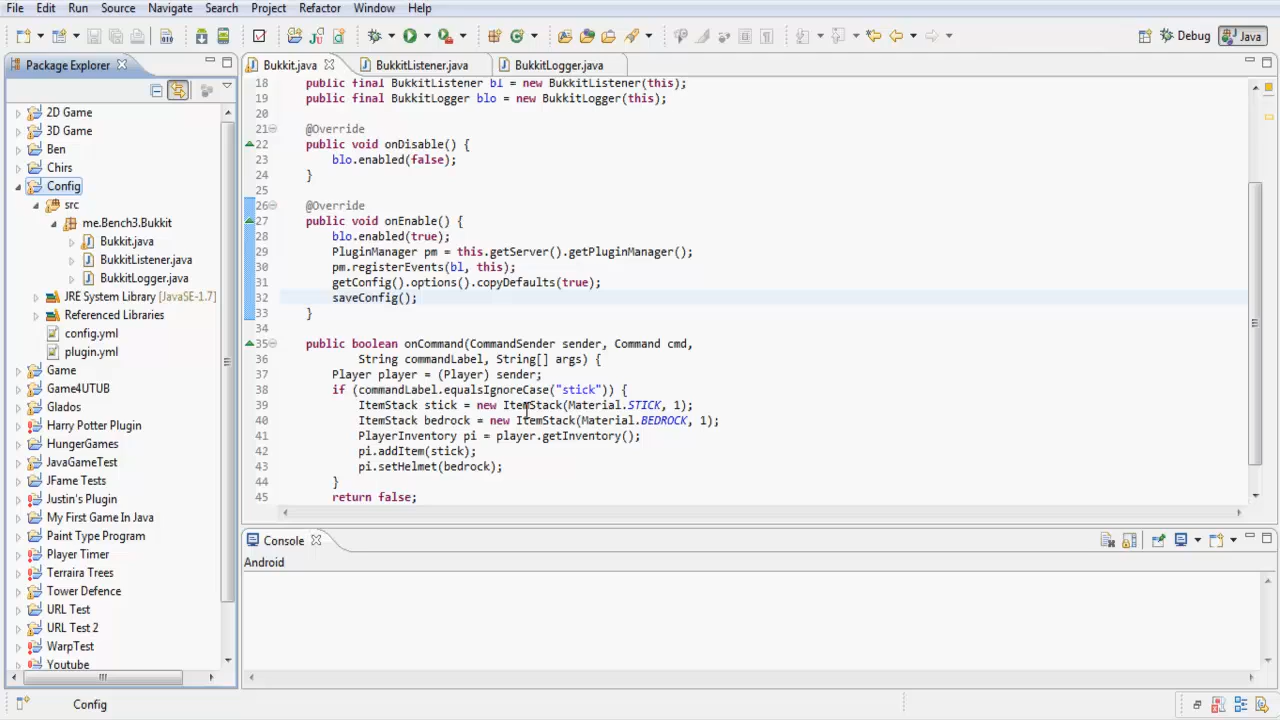 File Edit Run Source Navigate Search Project Refactor Window Help
Debug Java
Package Explorer
Bukkit.java BukkitListener.java BukkitLogger.java
2D Game
3D Game
Ben
Chirs
Config
src
me.Bench3.Bukkit
Bukkit.java
BukkitListener.java
BukkitLogger.java
JRE System Library [JavaSE-1.7]
Referenced Libraries
config.yml
plugin.yml
Game
Game4UTUB
Glados
Harry Potter Plugin
HungerGames
JavaGameTest
JFame Tests
Justin's Plugin
My First Game In Java
Paint Type Program
Player Timer
Terraira Trees
Tower Defence
URL Test
URL Test 2
WarpTest
Youtube
18 public final BukkitListener bl = new BukkitListener(this);
19 public final BukkitLogger blo = new BukkitLogger(this);
20
21 @Override
22 public void onDisable() {
23 blo.enabled(false);
24 }
25
26 @Override
27 public void onEnable() {
28 blo.enabled(true);
29 PluginManager pm = this.getServer().getPluginManager();
30 pm.registerEvents(bl, this);
31 getConfig().options().copyDefaults(true);
32 saveConfig();
33 }
34
35 public boolean onCommand(CommandSender sender, Command cmd,
36 String commandLabel, String[] args) {
37 Player player = (Player) sender;
38 if (commandLabel.equalsIgnoreCase("stick")) {
39 ItemStack stick = new ItemStack(Material.STICK, 1);
40 ItemStack bedrock = new ItemStack(Material.BEDROCK, 1);
41 PlayerInventory pi = player.getInventory();
42 pi.addItem(stick);
43 pi.setHelmet(bedrock);
44 }
45 return false;
Console
Android
Config